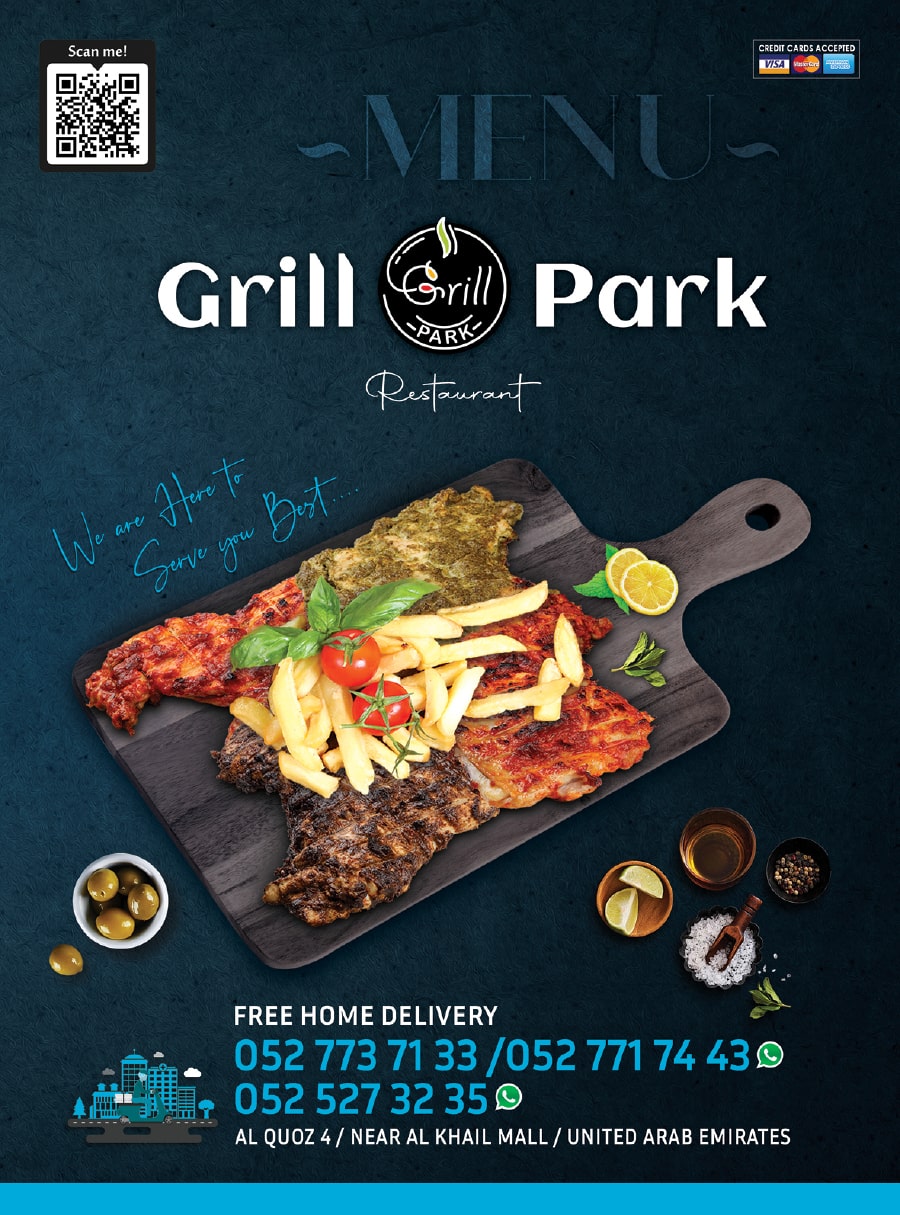 Scan me!
CREDIT CARDS ACCEPTED
VISA
MasterCard
~MENU~
Grill Park
Grill
-PARK-
Restaurant
We are Here to
Serve you Best....
FREE HOME DELIVERY
052 773 71 33 /052 771 74 43
052 527 32 35
AL QUOZ 4 / NEAR AL KHAIL MALL / UNITED ARAB EMIRATES